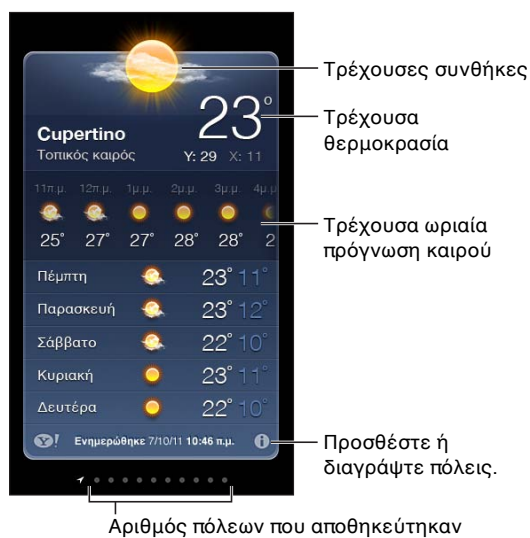 Τρέχουσες συνθήκες
23°
Τρέχουσα
θερμοκρασία
Cupertino
Τοπικός καιρός
Υ: 29 Χ: 11
11π.μ. 12π.μ. 1μ.μ. 2μ.μ. 3μ.μ. 4μ.μ
25° 27° 27° 28° 28° 2
Τρέχουσα ωριαία
πρόγνωση καιρού
Πέμπτη 23° 11°
Παρασκευή 23° 12°
Σάββατο 22° 10°
Κυριακή 23° 11°
Δευτέρα 22° 10°
Y! Ενημερώθηκε 7/10/11 10:46 π.μ. i
Προσθέστε ή
διαγράψτε πόλεις.
Αριθμός πόλεων που αποθηκεύτηκαν